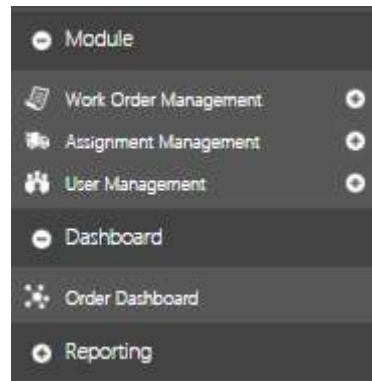 Module
Work Order Management
Assignment Management
User Management
Dashboard
Order Dashboard
Reporting